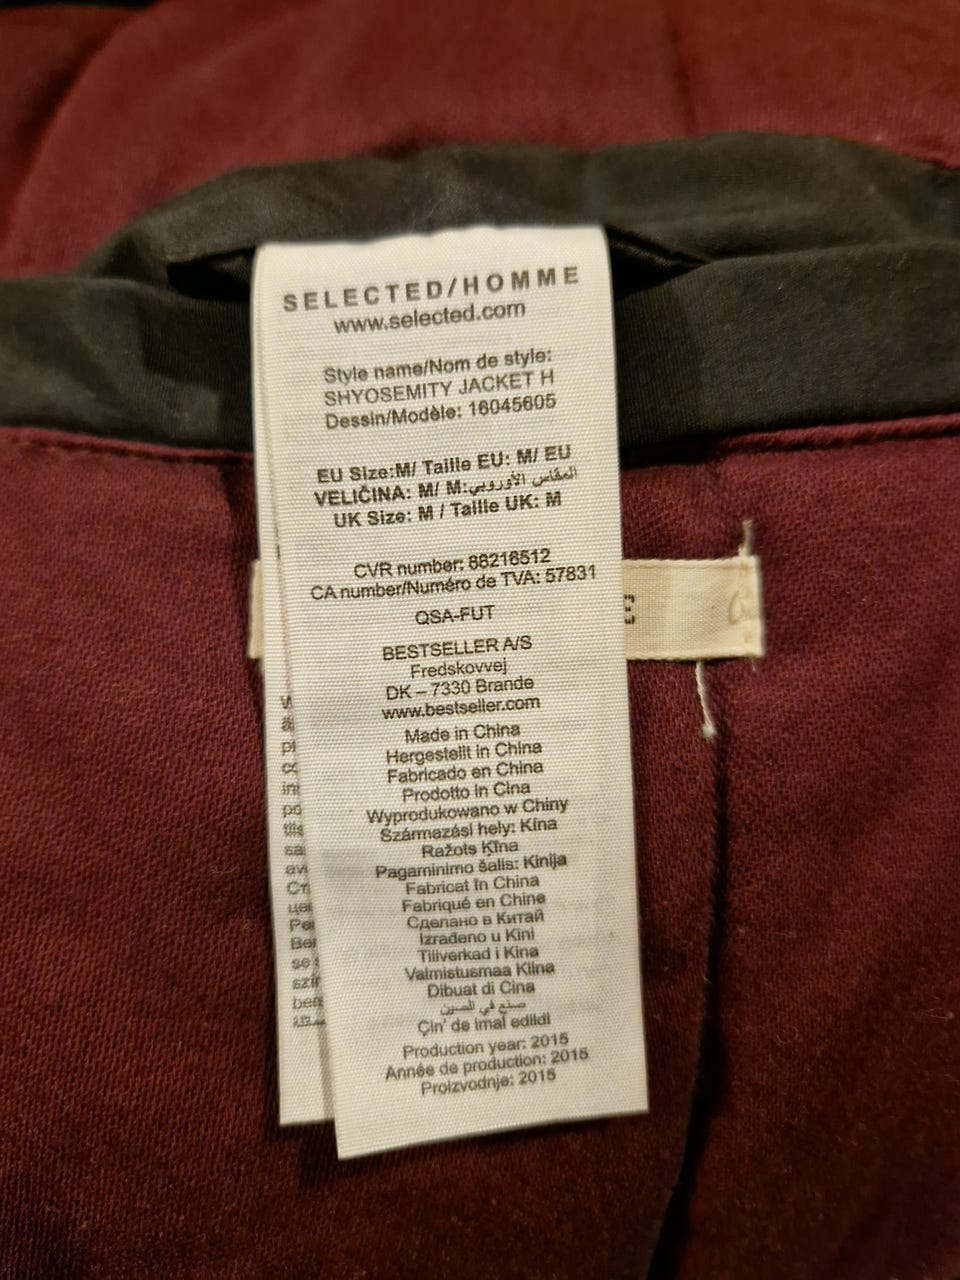 SELECTED/HOMME
www.selected.com
Style name/Nom de style:
SHYOSEMITY JACKET H
Dessin/Modèle: 16045605
EU Size:M/ Taille EU: M/ EU
VELIČINA: M/ M:المقاس الأوروبي
UK Size: M / Taille UK: M
CVR number: 88216512
CA number/Numéro de TVA: 57831
QSA-FUT
BESTSELLER A/S
Fredskovvej
DK – 7330 Brande
www.bestseller.com
Made in China
Hergestellt in China
Fabricado en China
Prodotto in Cina
Wyprodukowano w Chiny
Származási hely: Kína
Ražots Ķīna
Pagaminimo šalis: Kinija
Fabricat în China
Fabriqué en Chine
Сделано в Китай
Izrađeno u Kini
Tillverkad i Kina
Valmistusmaa Kiina
Dibuat di Cina
صنع في الصين
Çin' de imal edildi
Production year: 2015
Année de production: 2015
Proizvodnje: 2015
E